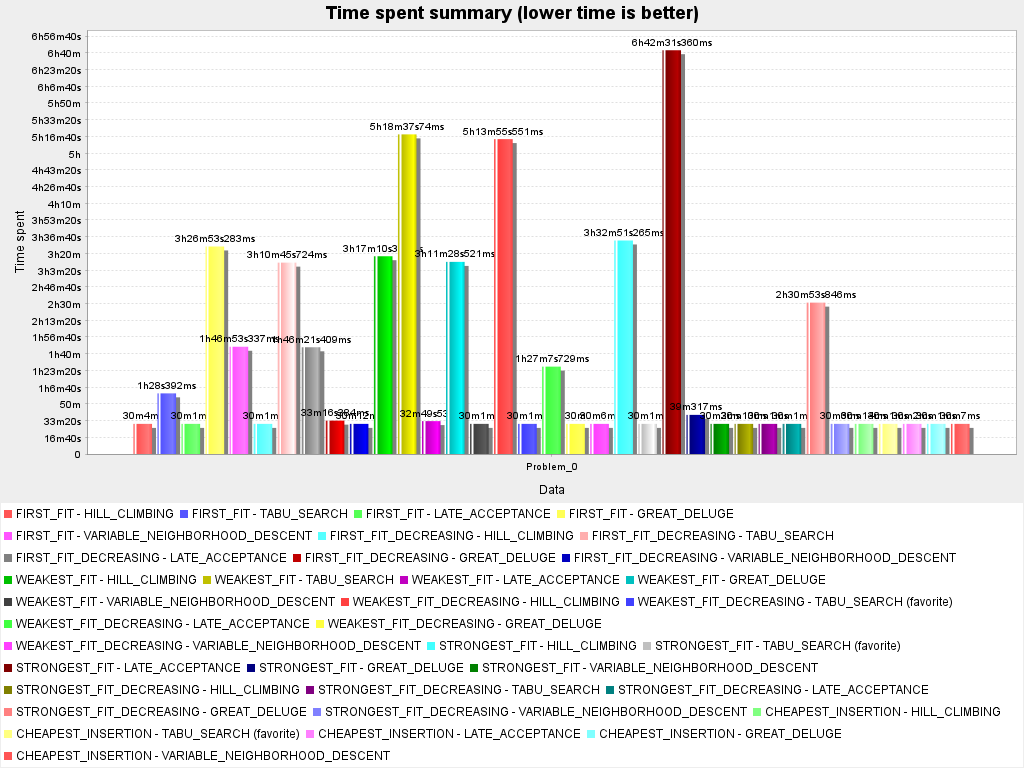 Time spent summary (lower time is better)
6h56m40s
6h40m
6h23m20s
6h6m40s
5h50m
5h33m20s
5h16m40s
5h
4h43m20s
4h26m40s
4h10m
3h53m20s
3h36m40s
3h20m
3h3m20s
2h46m40s
2h30m
2h13m20s
1h56m40s
1h40m
1h23m20s
1h6m40s
50m
33m20s
16m40s
0
Time spent
6h42m31s360ms
5h18m37s74ms
5h13m55s551ms
3h26m53s283ms
3h32m51s265ms
3h10m45s724ms
3h17m10s3
3h11m28s521ms
2h30m53s846ms
1h46m53s337ms
1h46m21s409ms
1h27m7s729ms
1h28s392ms
39m317ms
Problem_0
Data
FIRST_FIT - HILL_CLIMBING FIRST_FIT - TABU_SEARCH FIRST_FIT - LATE_ACCEPTANCE FIRST_FIT - GREAT_DELUGE
FIRST_FIT - VARIABLE_NEIGHBORHOOD_DESCENT FIRST_FIT_DECREASING - HILL_CLIMBING FIRST_FIT_DECREASING - TABU_SEARCH
FIRST_FIT_DECREASING - LATE_ACCEPTANCE FIRST_FIT_DECREASING - GREAT_DELUGE FIRST_FIT_DECREASING - VARIABLE_NEIGHBORHOOD_DESCENT
WEAKEST_FIT - HILL_CLIMBING WEAKEST_FIT - TABU_SEARCH WEAKEST_FIT - LATE_ACCEPTANCE WEAKEST_FIT - GREAT_DELUGE
WEAKEST_FIT - VARIABLE_NEIGHBORHOOD_DESCENT WEAKEST_FIT_DECREASING - HILL_CLIMBING WEAKEST_FIT_DECREASING - TABU_SEARCH (favorite)
WEAKEST_FIT_DECREASING - LATE_ACCEPTANCE WEAKEST_FIT_DECREASING - GREAT_DELUGE
WEAKEST_FIT_DECREASING - VARIABLE_NEIGHBORHOOD_DESCENT STRONGEST_FIT - HILL_CLIMBING STRONGEST_FIT - TABU_SEARCH (favorite)
STRONGEST_FIT - LATE_ACCEPTANCE STRONGEST_FIT - GREAT_DELUGE STRONGEST_FIT - VARIABLE_NEIGHBORHOOD_DESCENT
STRONGEST_FIT_DECREASING - HILL_CLIMBING STRONGEST_FIT_DECREASING - TABU_SEARCH STRONGEST_FIT_DECREASING - LATE_ACCEPTANCE
STRONGEST_FIT_DECREASING - GREAT_DELUGE STRONGEST_FIT_DECREASING - VARIABLE_NEIGHBORHOOD_DESCENT CHEAPEST_INSERTION - HILL_CLIMBING
CHEAPEST_INSERTION - TABU_SEARCH (favorite) CHEAPEST_INSERTION - LATE_ACCEPTANCE CHEAPEST_INSERTION - GREAT_DELUGE
CHEAPEST_INSERTION - VARIABLE_NEIGHBORHOOD_DESCENT